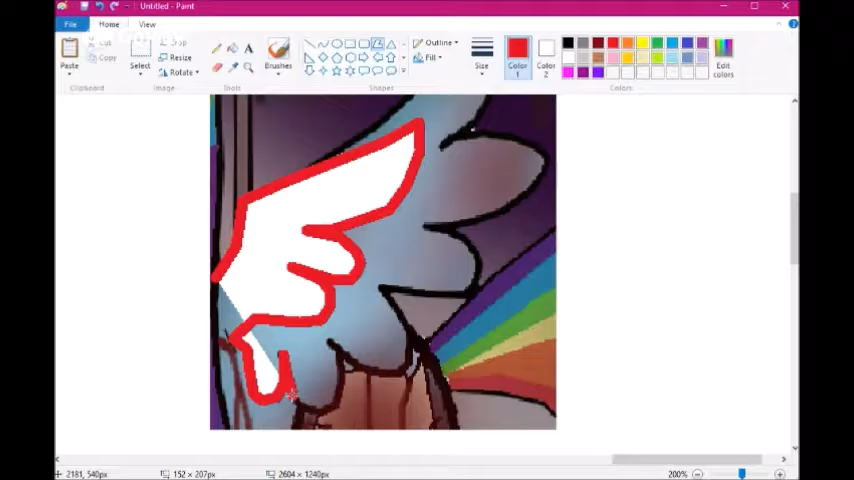 Untitled - Paint
File
Home
View
Paste
Cut
Copy
Clipboard
Select
Crop
Resize
Rotate
Image
Tools
Brushes
Shapes
Outline
Fill
Size
Color
1
Color
2
Edit
colors
Colors
2181, 540px
152 × 207px
2604 × 1240px
200%